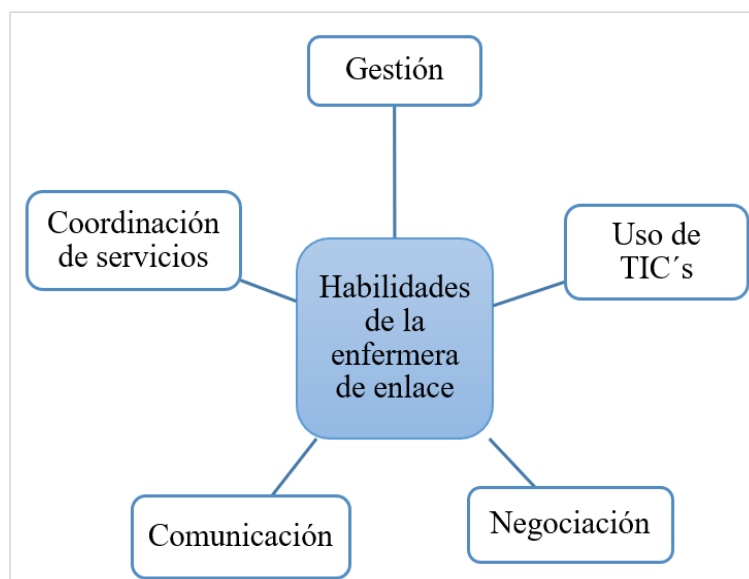 Gestión
Coordinación
de servicios
Uso de
TIC´s
Habilidades
de la
enfermera
de enlace
Comunicación
Negociación